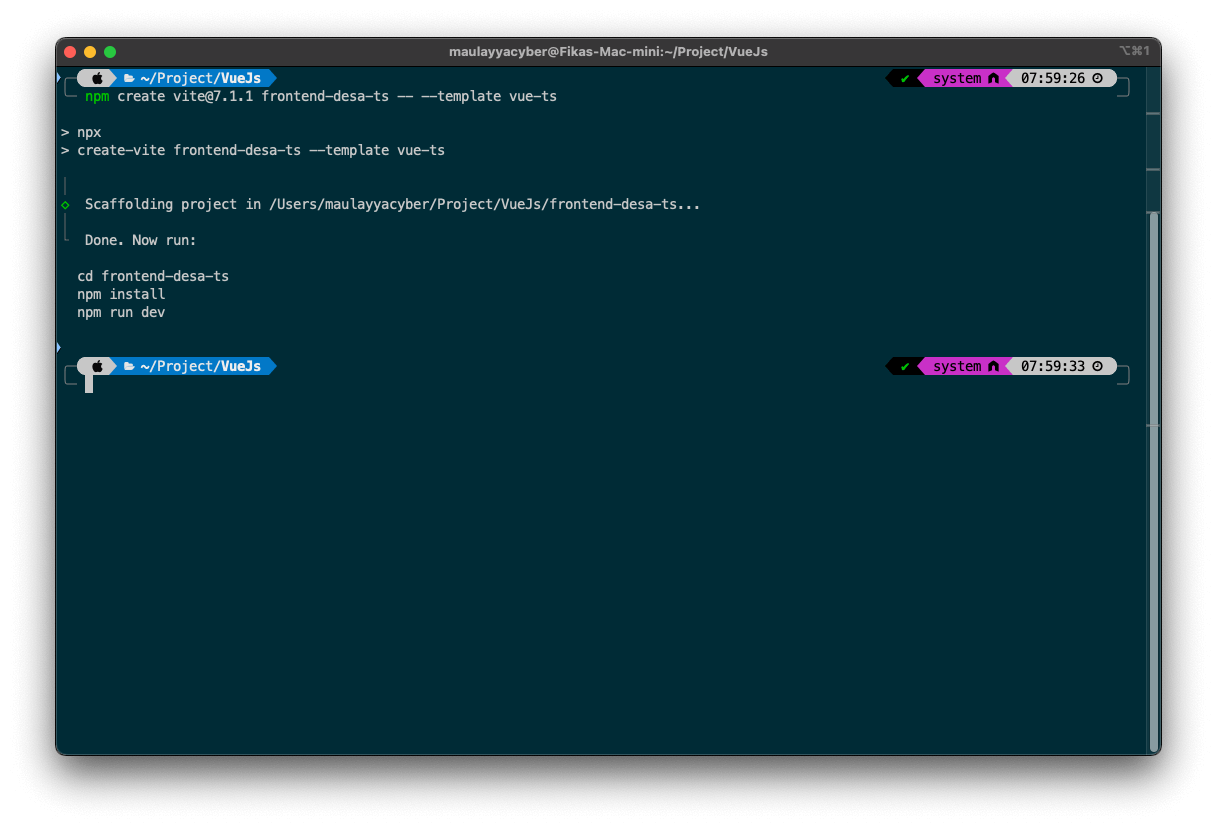 maulayyacyber@Fikas-Mac-mini:~/Project/VueJs
⌥⌘1
~/Project/VueJs
✔ system 07:59:26
npm create vite@7.1.1 frontend-desa-ts -- --template vue-ts
> npx
> create-vite frontend-desa-ts --template vue-ts
Scaffolding project in /Users/maulayyacyber/Project/VueJs/frontend-desa-ts...
Done. Now run:
cd frontend-desa-ts
npm install
npm run dev
~/Project/VueJs
✔ system 07:59:33